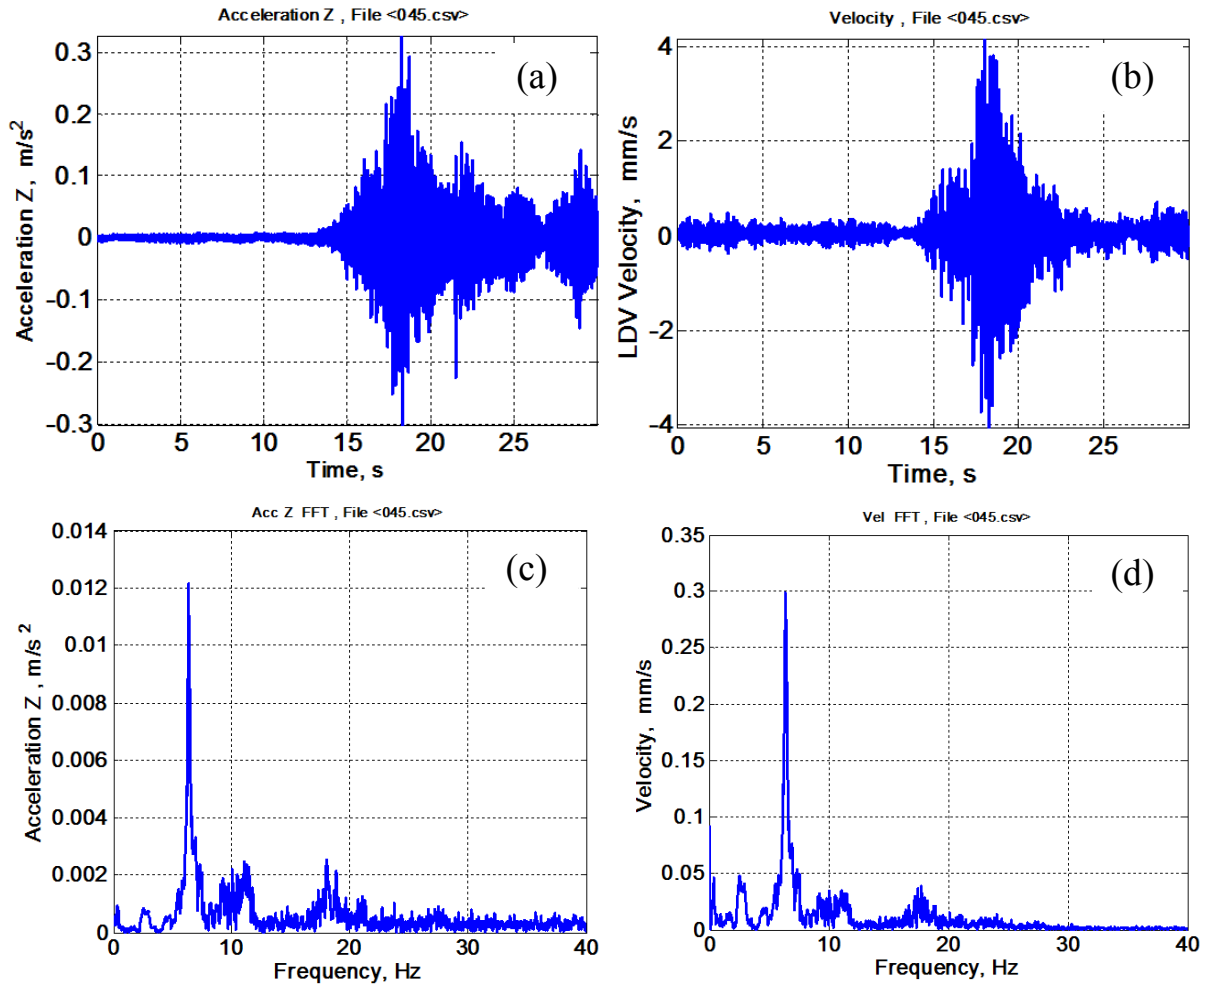 Acceleration Z , File <045.csv>
(a)
Acceleration Z, m/s²
0.3
0.2
0.1
0
−0.1
−0.2
−0.3
0 5 10 15 20 25
Time, s
Velocity , File <045.csv>
(b)
LDV Velocity, mm/s
4
2
0
−2
−4
0 5 10 15 20 25
Time, s
Acc Z FFT , File <045.csv>
(c)
Acceleration Z , m/s ²
0.014
0.012
0.01
0.008
0.006
0.004
0.002
0
0 10 20 30 40
Frequency, Hz
Vel FFT , File <045.csv>
(d)
Velocity, mm/s
0.35
0.3
0.25
0.2
0.15
0.1
0.05
0
0 10 20 30 40
Frequency, Hz